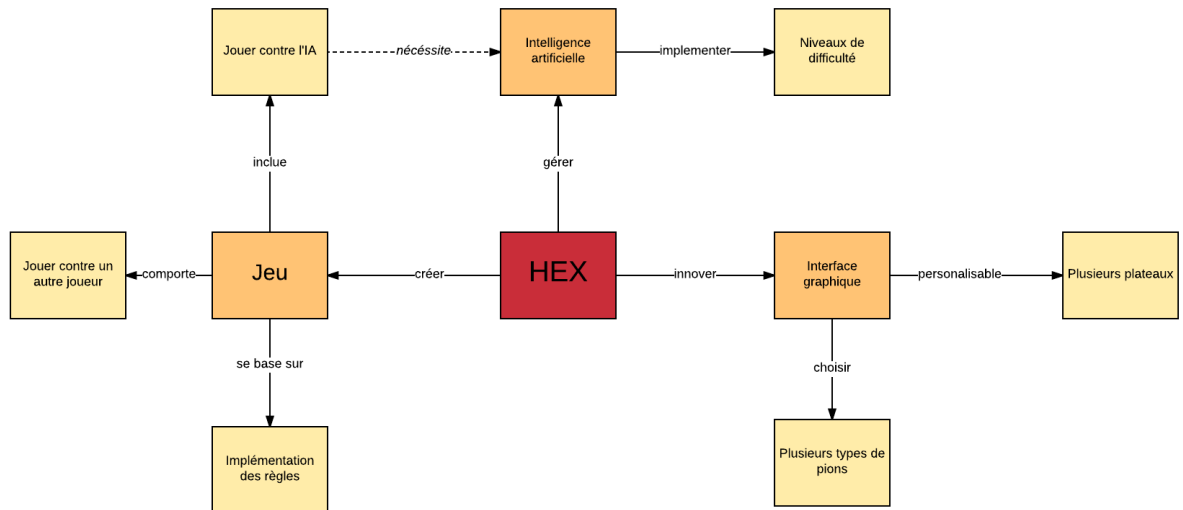 Jouer contre l'IA
nécéssite
Intelligence
artificielle
implementer
Niveaux de
difficulté
inclue
gérer
Jouer contre un
autre joueur
comporte
Jeu
créer
HEX
innover
Interface
graphique
personalisable
Plusieurs plateaux
se base sur
choisir
Implémentation
des règles
Plusieurs types de
pions